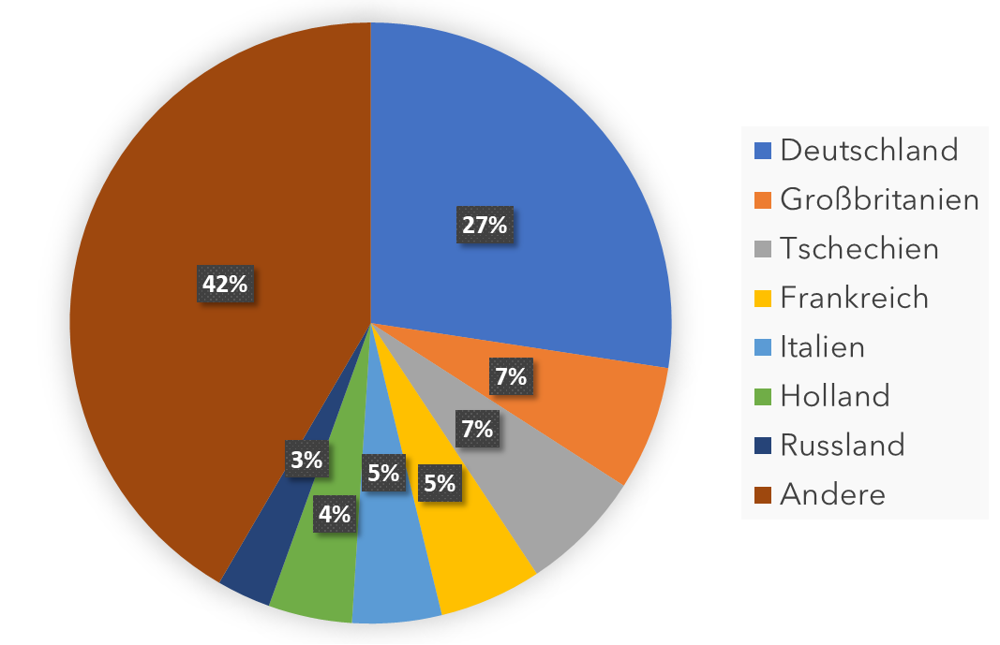 27%
42%
7%
7%
3%
5%
5%
4%
Deutschland
Großbritanien
Tschechien
Frankreich
Italien
Holland
Russland
Andere